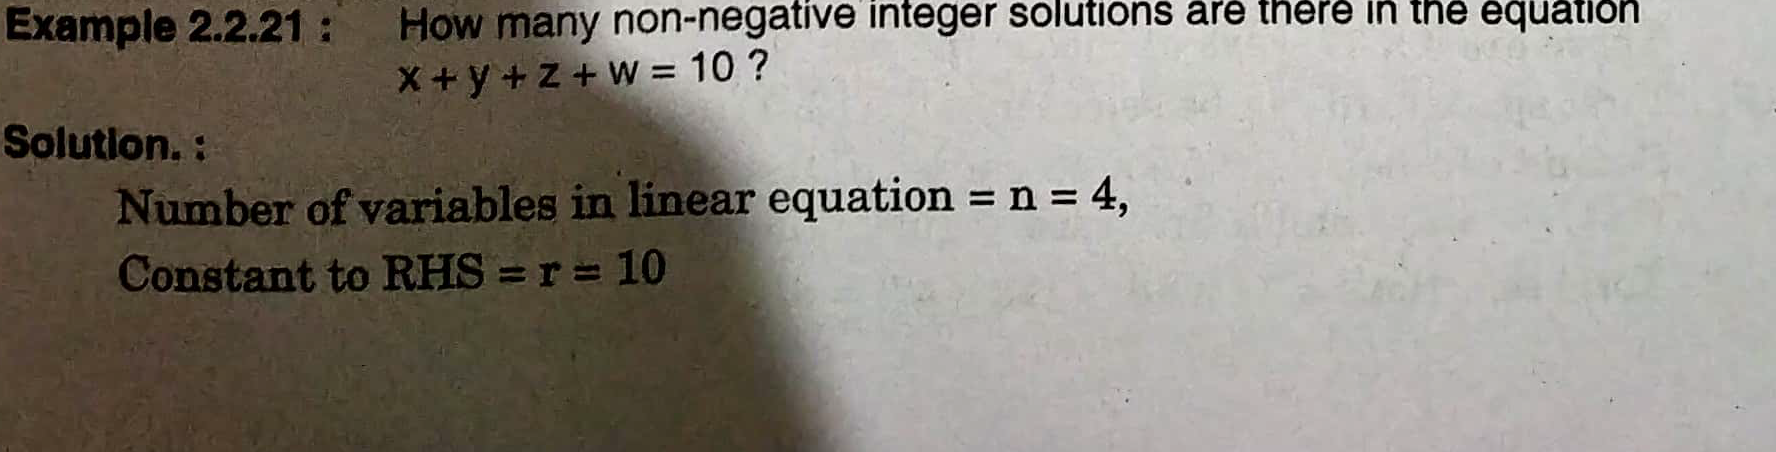 Example 2.2.21 : How many non-negative integer solutions are there in the equation
x + y + z + w = 10 ?
Solution. :
Number of variables in linear equation = n = 4,
Constant to RHS = r = 10